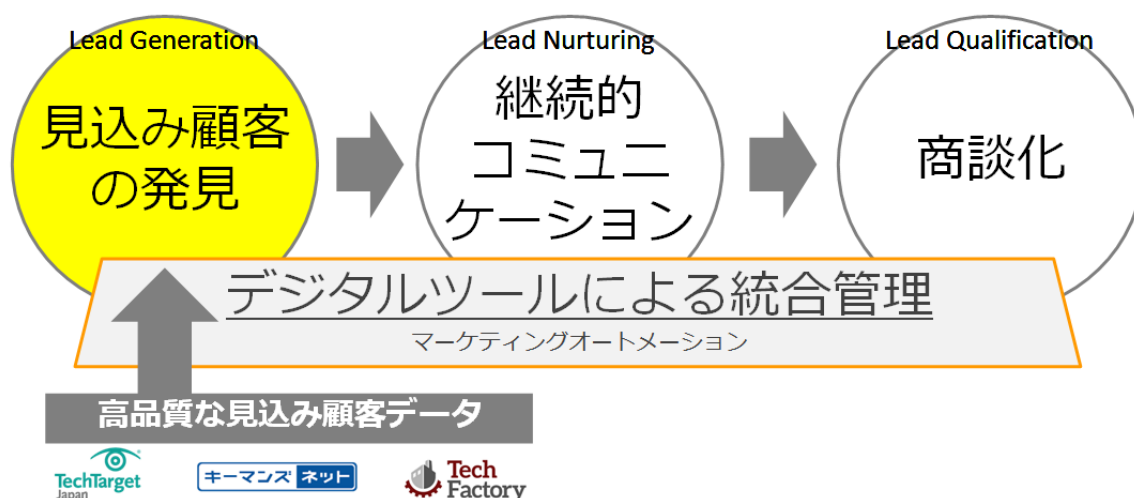 Lead Generation
見込み顧客
の発見
Lead Nurturing
継続的
コミュニ
ケーション
Lead Qualification
商談化
デジタルツールによる統合管理
マーケティングオートメーション
高品質な見込み顧客データ
TechTarget
Japan
キーマンズネット
Tech
Factory